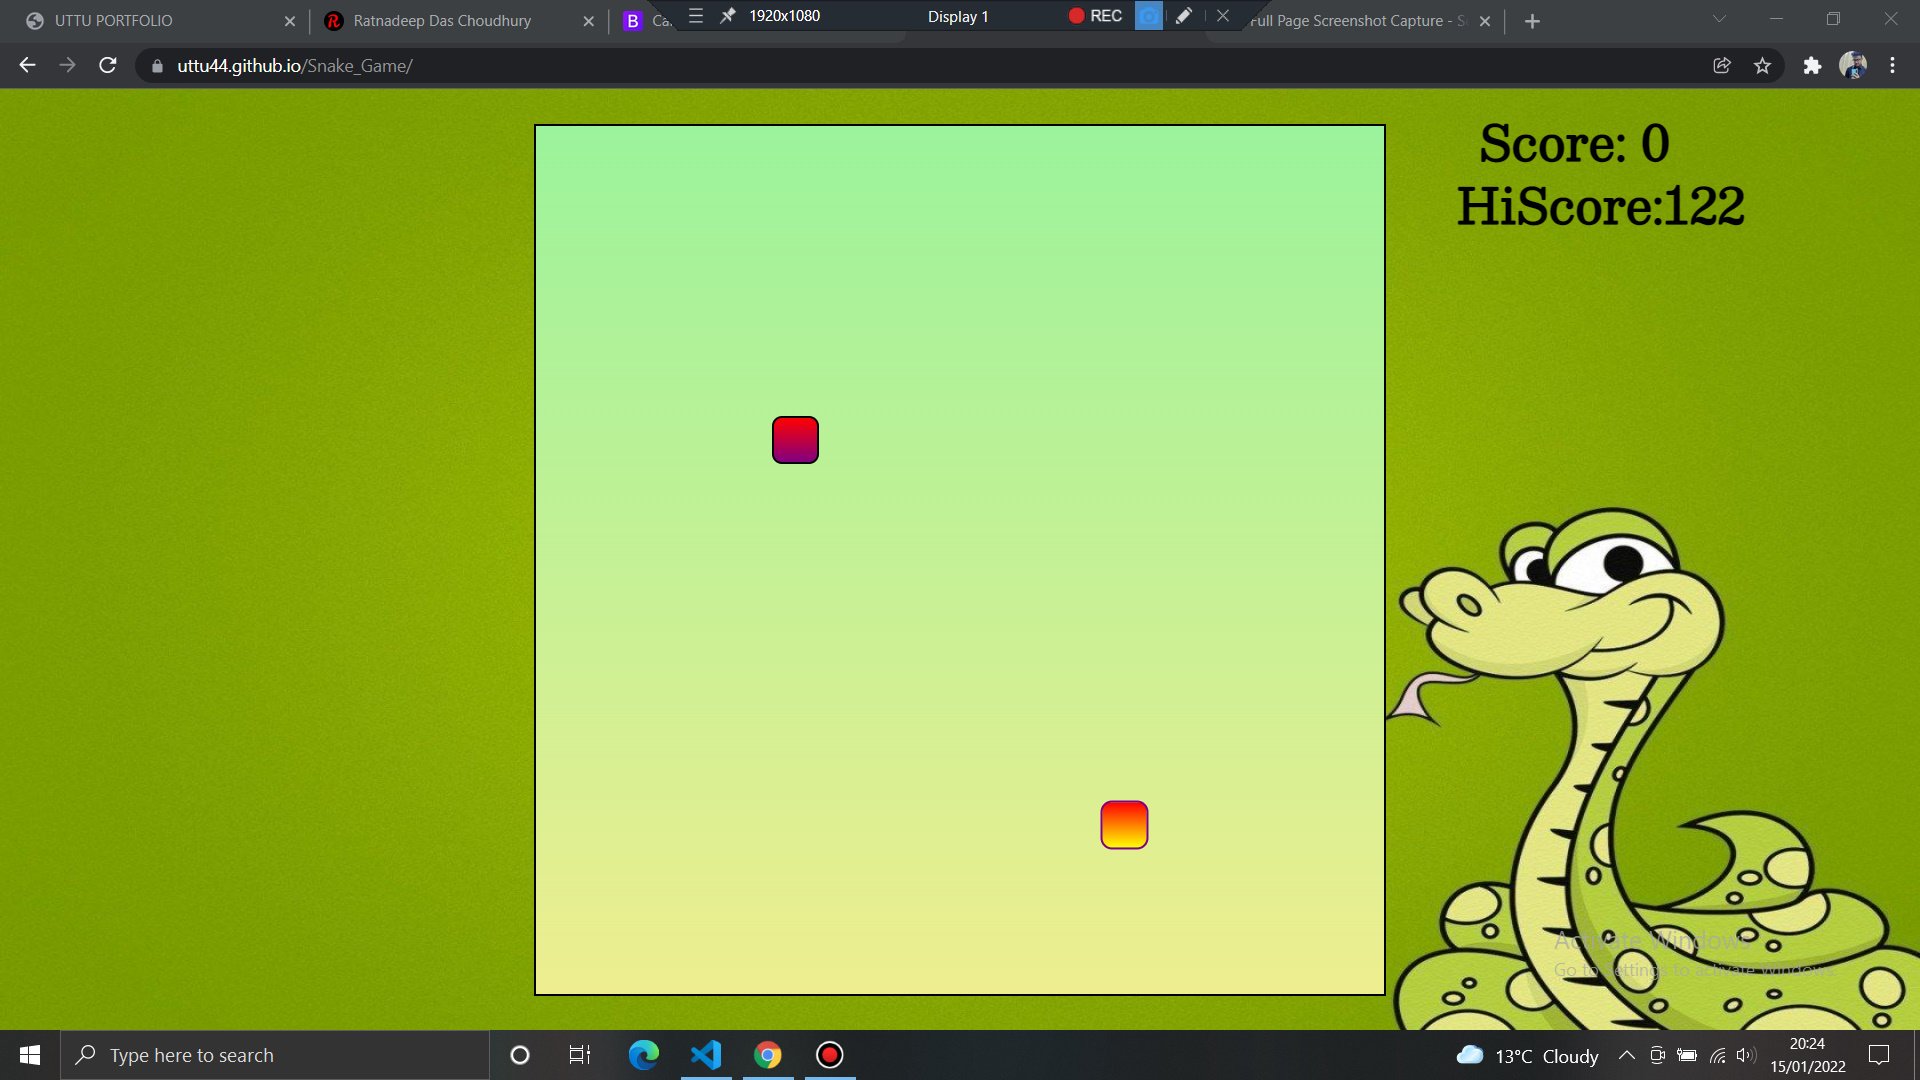 UTTU PORTFOLIO
Ratnadeep Das Choudhury
B
1920x1080
Display 1
REC
Full Page Screenshot Capture -
uttu44.github.io/Snake_Game/
Score: 0
HiScore:122
Activate Windows
Go to Settings to activate Windows.
Type here to search
13°C Cloudy
20:24
15/01/2022